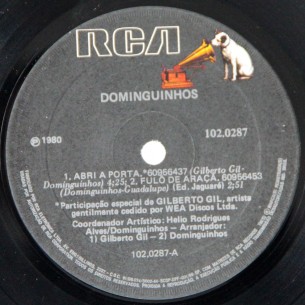 RCA
DOMINGUINHOS
℗ 1980
102.0287
1. ABRI A PORTA,*60956437 (Gilberto Gil-
Dominguinhos) 4:25; 2. FULÔ DE ARAÇA, 60956453
(Dominguinhos-Guadalupe) (Ed. Jaguaré) 2:51
*Participação especial de GILBERTO GIL, artista
gentilmente cedido por WEA Discos Ltda.
Coordenador Artístico: Helio Rodrigues
Alves/Dominguinhos – Arranjador:
1) Gilberto Gil – 2) Dominguinhos
102.0287-A